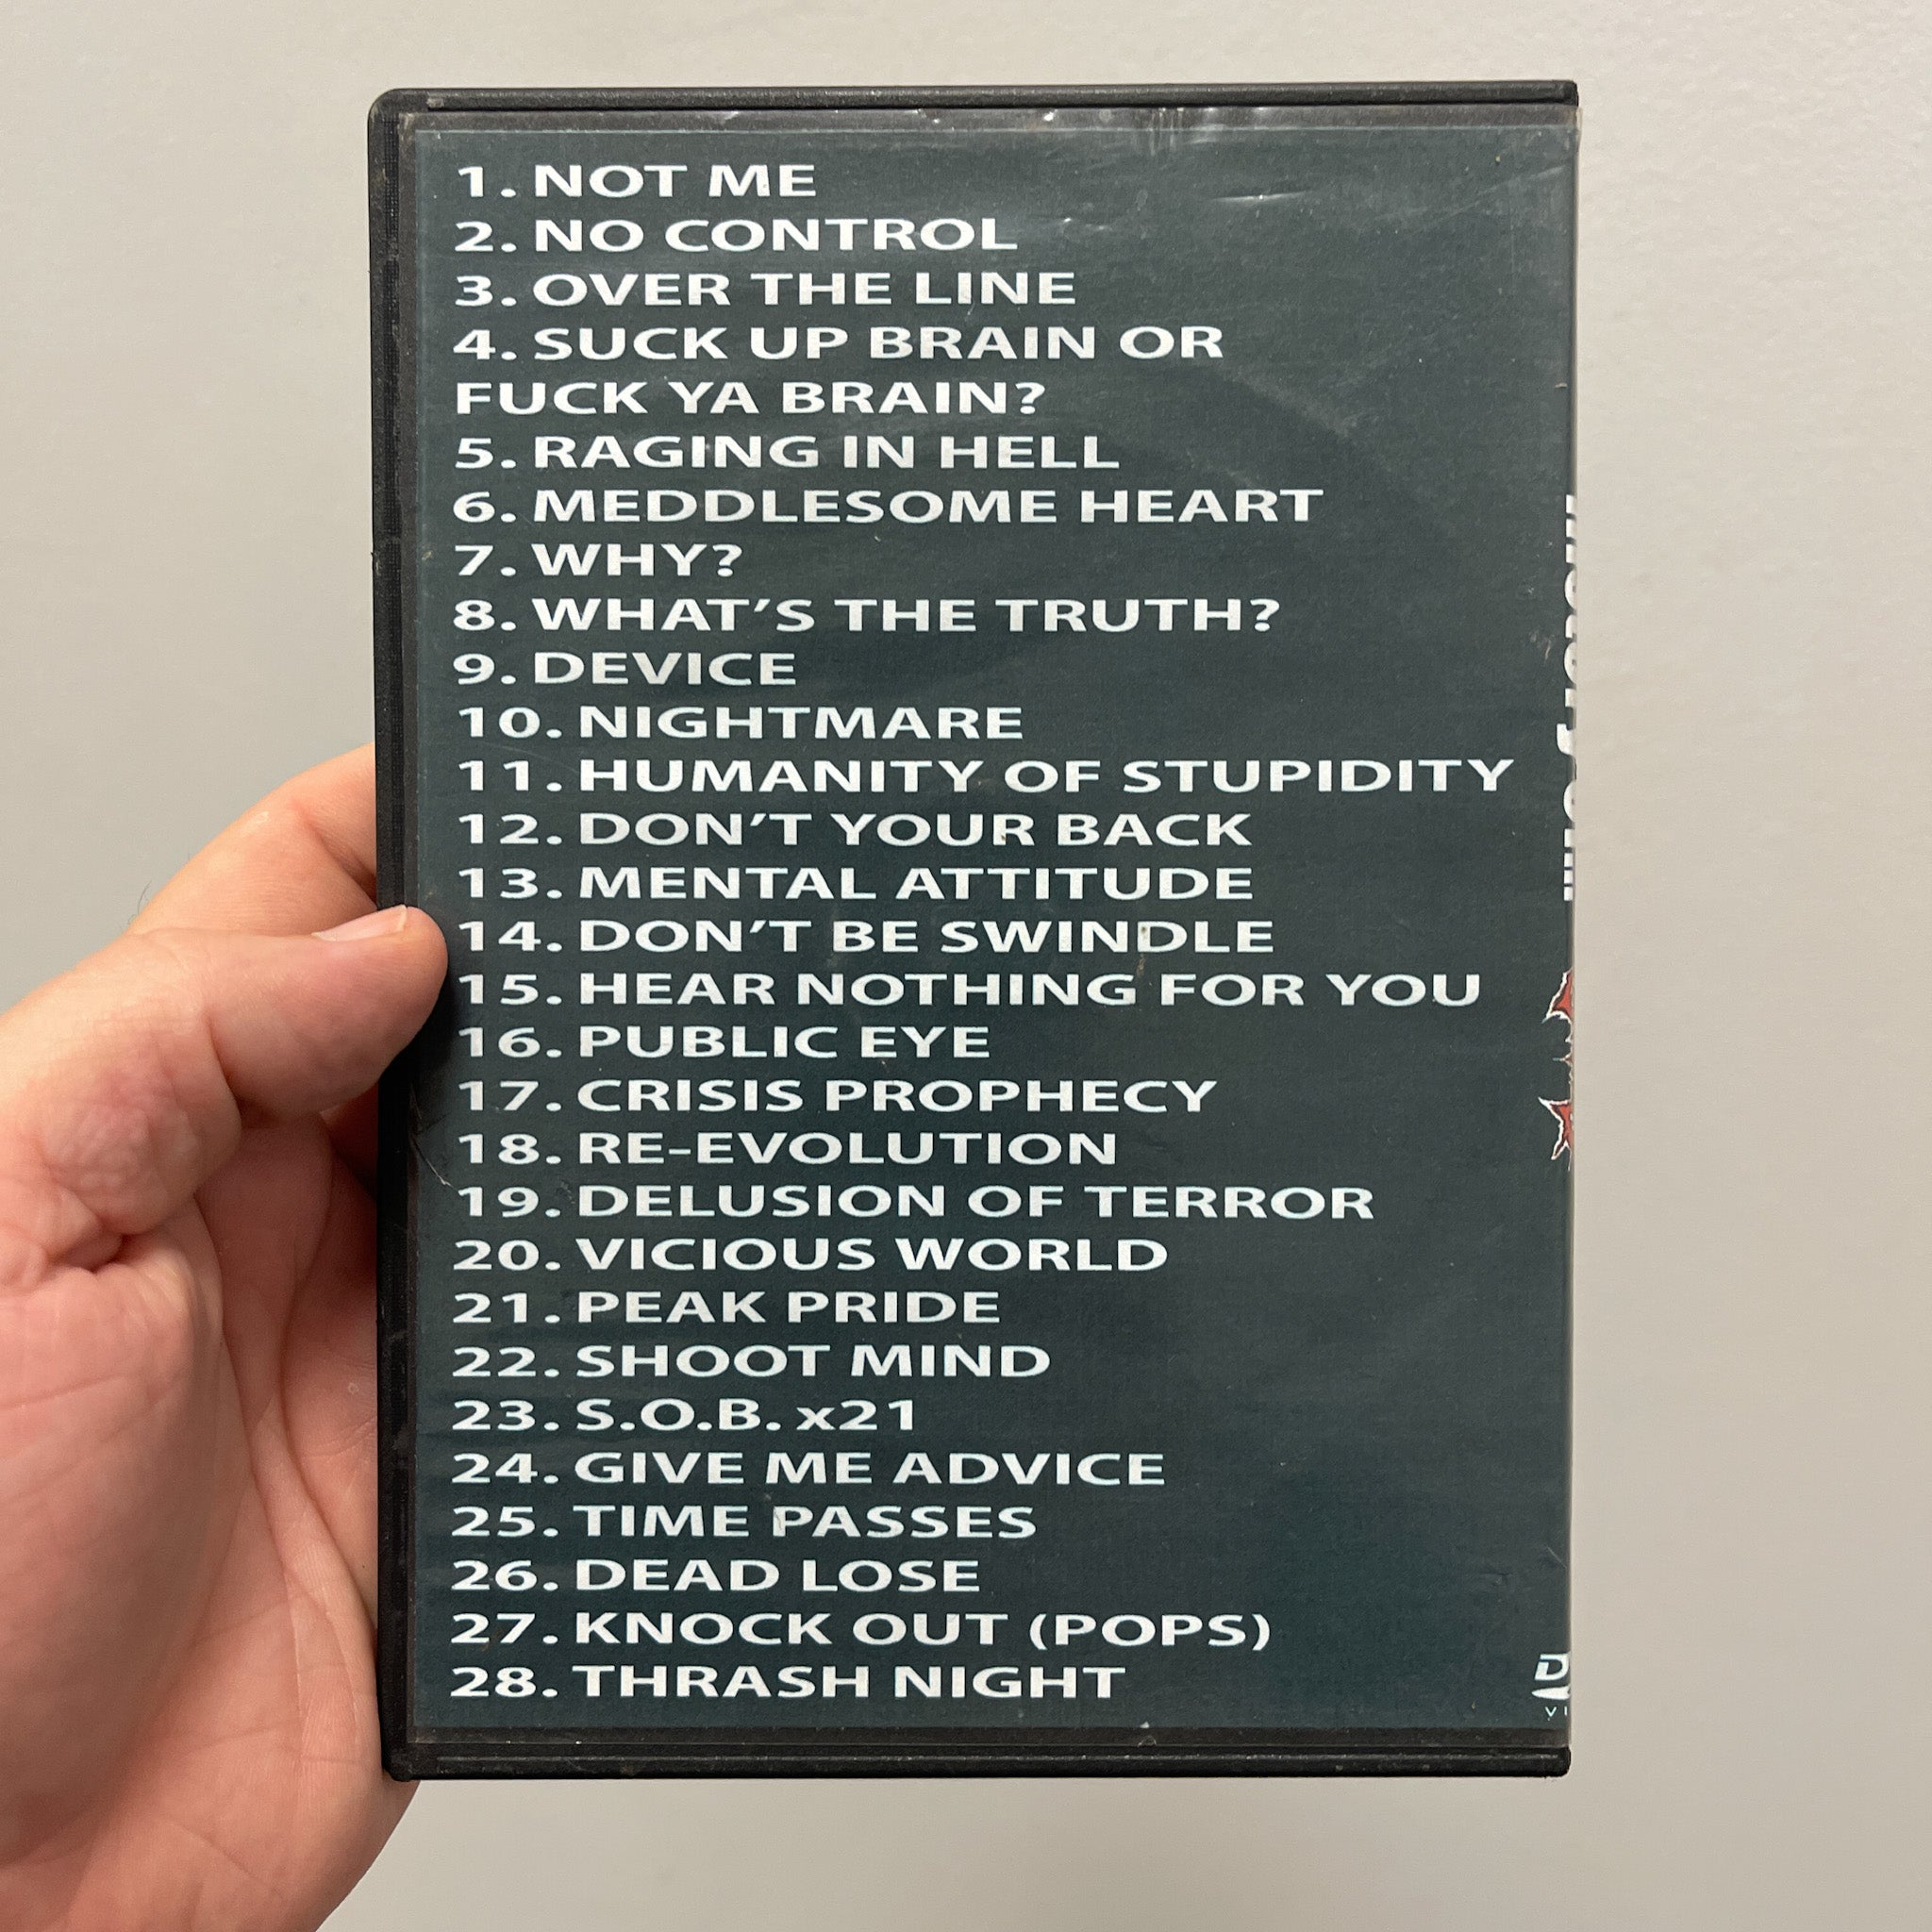 1. NOT ME
2. NO CONTROL
3. OVER THE LINE
4. SUCK UP BRAIN OR
FUCK YA BRAIN?
5. RAGING IN HELL
6. MEDDLESOME HEART
7. WHY?
8. WHAT'S THE TRUTH?
9. DEVICE
10. NIGHTMARE
11. HUMANITY OF STUPIDITY
12. DON'T YOUR BACK
13. MENTAL ATTITUDE
14. DON'T BE SWINDLE
15. HEAR NOTHING FOR YOU
16. PUBLIC EYE
17. CRISIS PROPHECY
18. RE-EVOLUTION
19. DELUSION OF TERROR
20. VICIOUS WORLD
21. PEAK PRIDE
22. SHOOT MIND
23. S.O.B. x21
24. GIVE ME ADVICE
25. TIME PASSES
26. DEAD LOSE
27. KNOCK OUT (POPS)
28. THRASH NIGHT